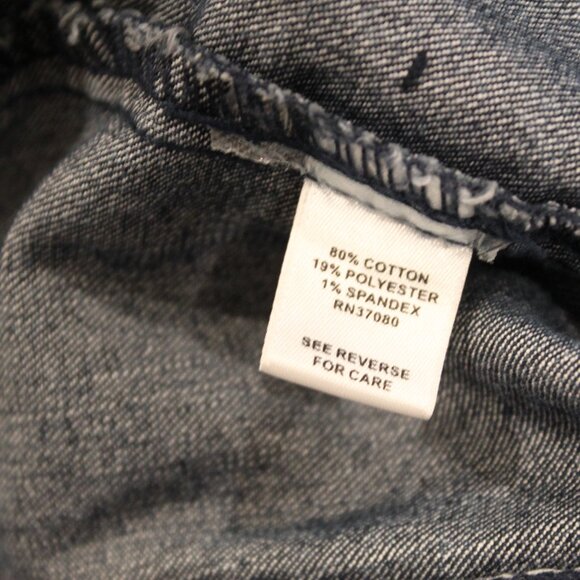 80% COTTON
19% POLYESTER
1% SPANDEX
RN37080
SEE REVERSE
FOR CARE